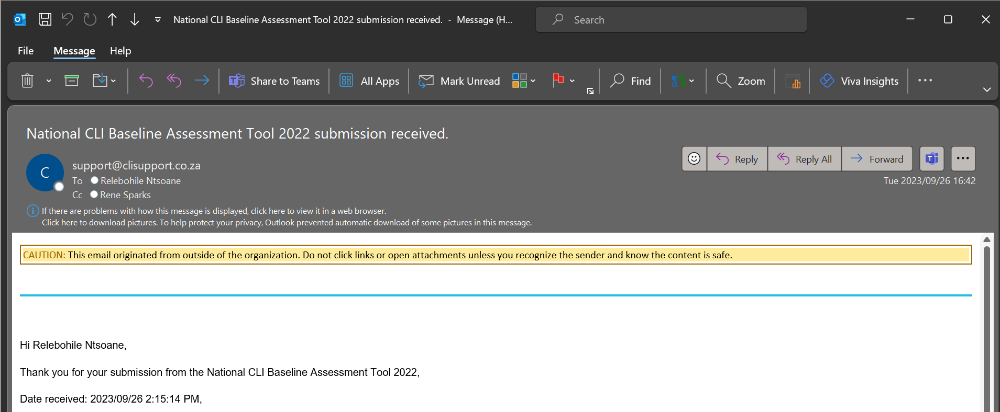 National CLI Baseline Assessment Tool 2022 submission received. - Message (H...
Search
File Message Help
Share to Teams All Apps Mark Unread Find Zoom Viva Insights
National CLI Baseline Assessment Tool 2022 submission received.
C
support@clisupport.co.za
To Relebohile Ntsoane
Cc Rene Sparks
Reply Reply All Forward
Tue 2023/09/26 16:42
If there are problems with how this message is displayed, click here to view it in a web browser.
Click here to download pictures. To help protect your privacy, Outlook prevented automatic download of some pictures in this message.
CAUTION: This email originated from outside of the organization. Do not click links or open attachments unless you recognize the sender and know the content is safe.
Hi Relebohile Ntsoane,
Thank you for your submission from the National CLI Baseline Assessment Tool 2022,
Date received: 2023/09/26 2:15:14 PM,